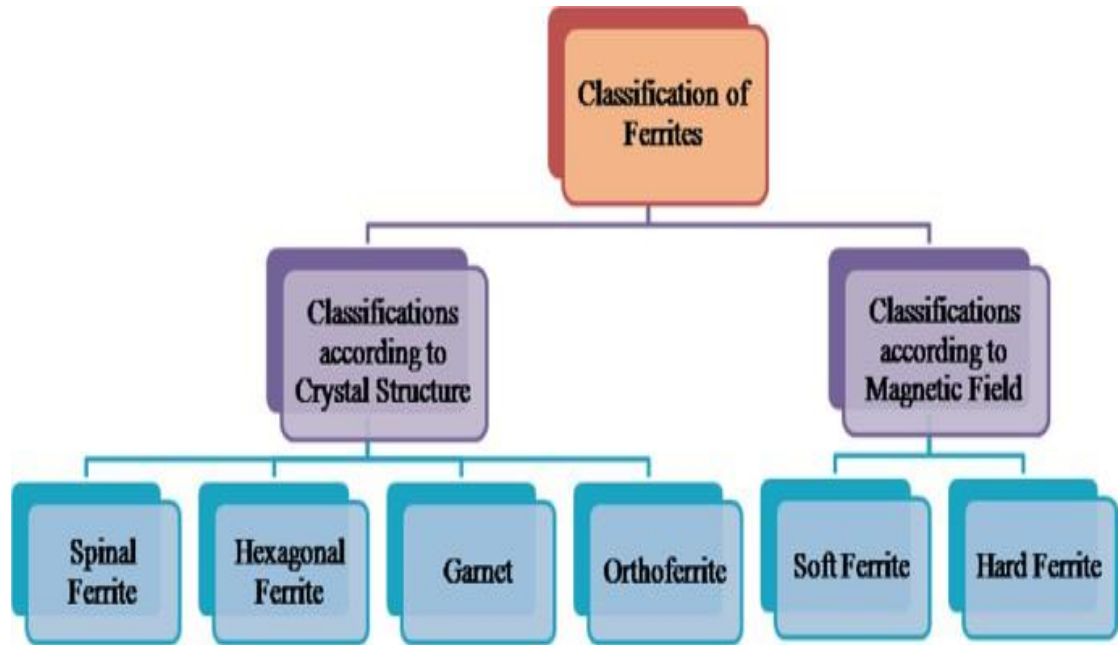 Classification of
Ferrites
Classifications
according to
Crystal Structure
Classifications
according to
Magnetic Field
Spinal
Ferrite
Hexagonal
Ferrite
Garnet
Orthoferrite
Soft Ferrite
Hard Ferrite